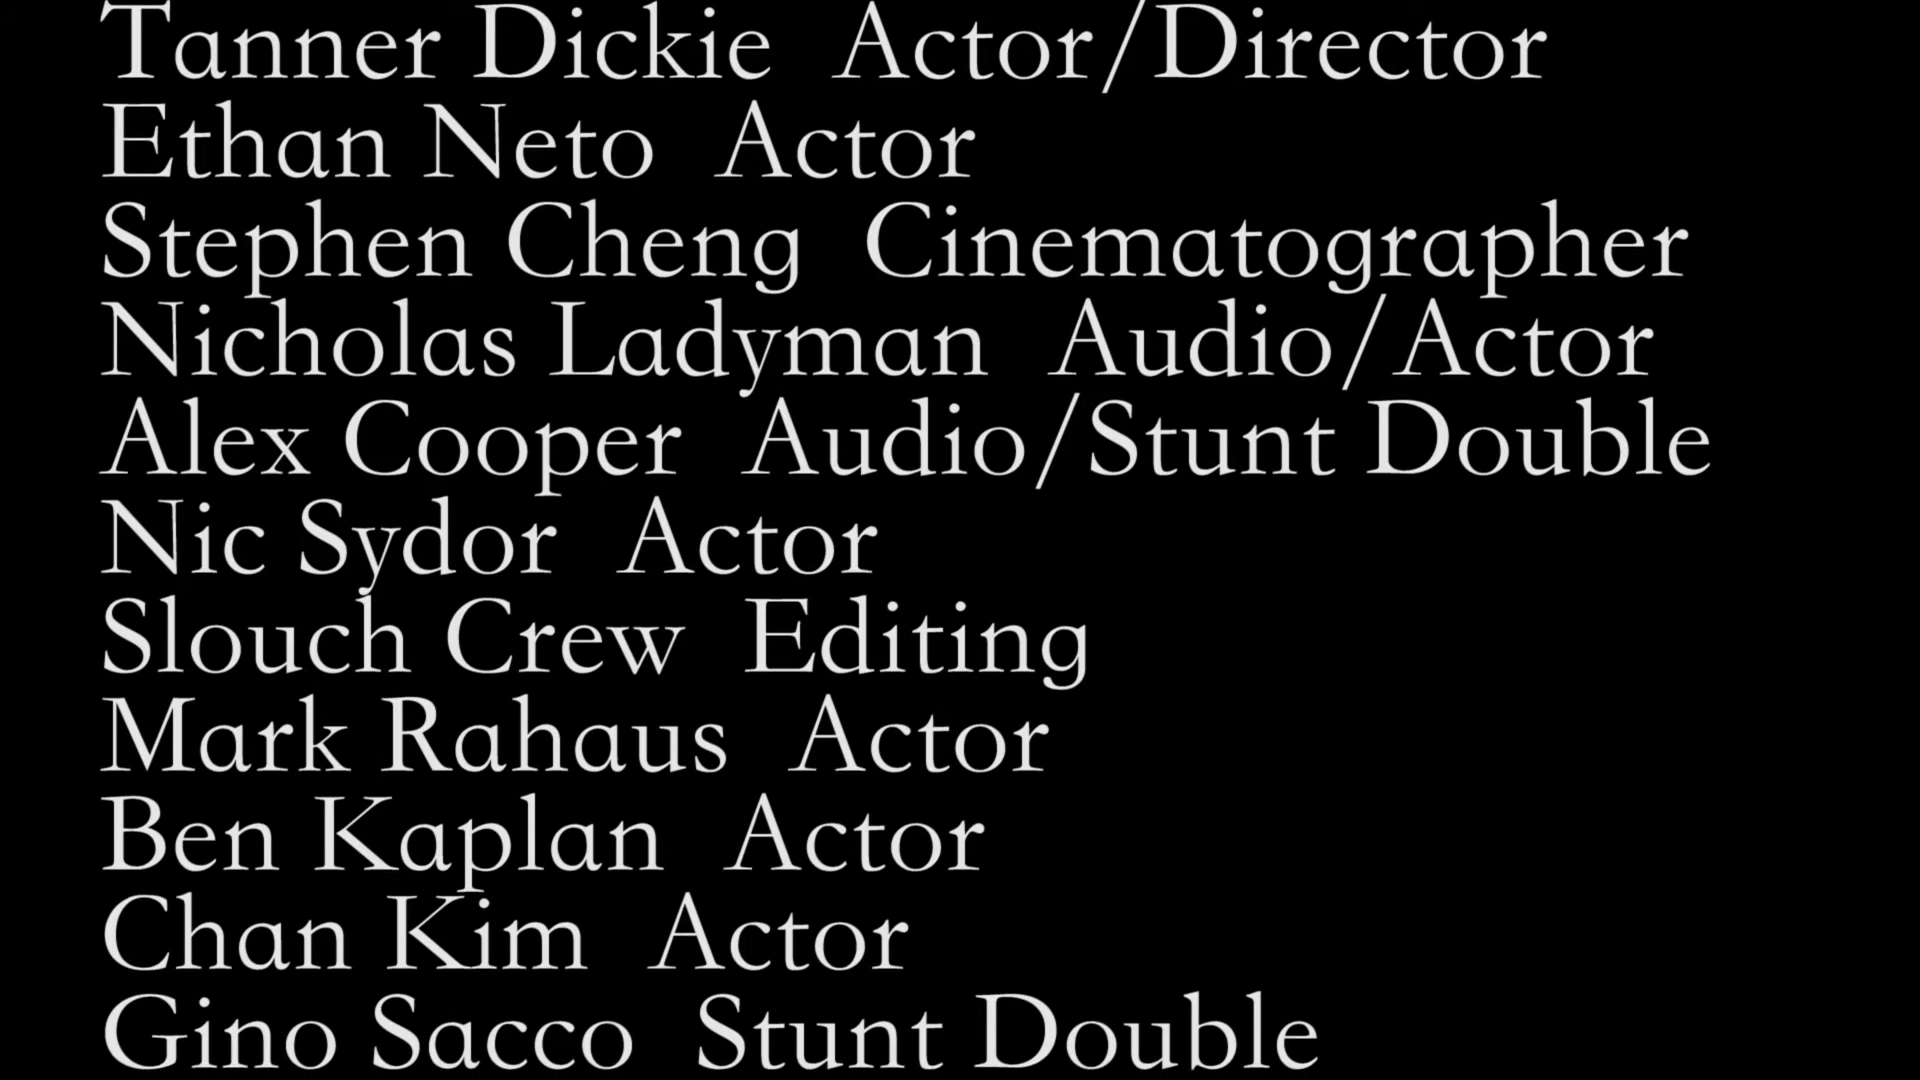 Tanner Dickie  Actor/Director
Ethan Neto  Actor
Stephen Cheng  Cinematographer
Nicholas Ladyman  Audio/Actor
Alex Cooper  Audio/Stunt Double
Nic Sydor  Actor
Slouch Crew  Editing
Mark Rahaus  Actor
Ben Kaplan  Actor
Chan Kim  Actor
Gino Sacco  Stunt Double